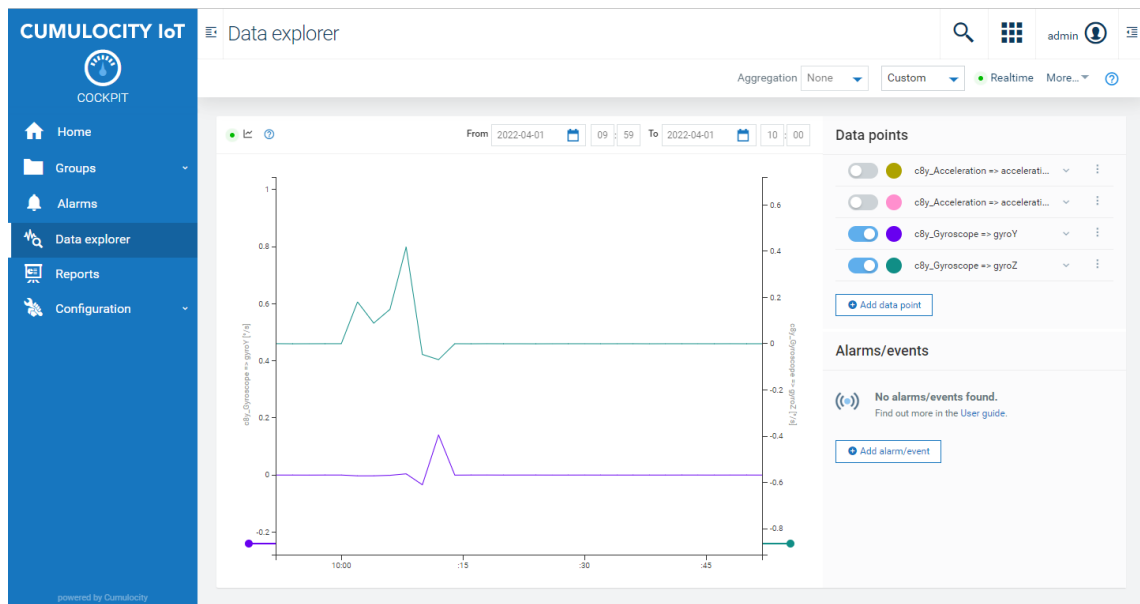 CUMULOCITY IoT
COCKPIT
Home
Groups
Alarms
Data explorer
Reports
Configuration
powered by Cumulocity
Data explorer
admin
Aggregation None Custom Realtime More...
From 2022-04-01 09 : 59 To 2022-04-01 10 : 00
1
0.8
0.6
0.4
0.2
0
-0.2
c8y_Gyroscope => gyroY [°/s]
0.6
0.4
0.2
0
-0.2
-0.4
-0.6
-0.8
c8y_Gyroscope => gyroZ [°/s]
10:00 :15 :30 :45
Data points
c8y_Acceleration => accelerati...
c8y_Acceleration => accelerati...
c8y_Gyroscope => gyroY
c8y_Gyroscope => gyroZ
Add data point
Alarms/events
No alarms/events found.
Find out more in the User guide.
Add alarm/event